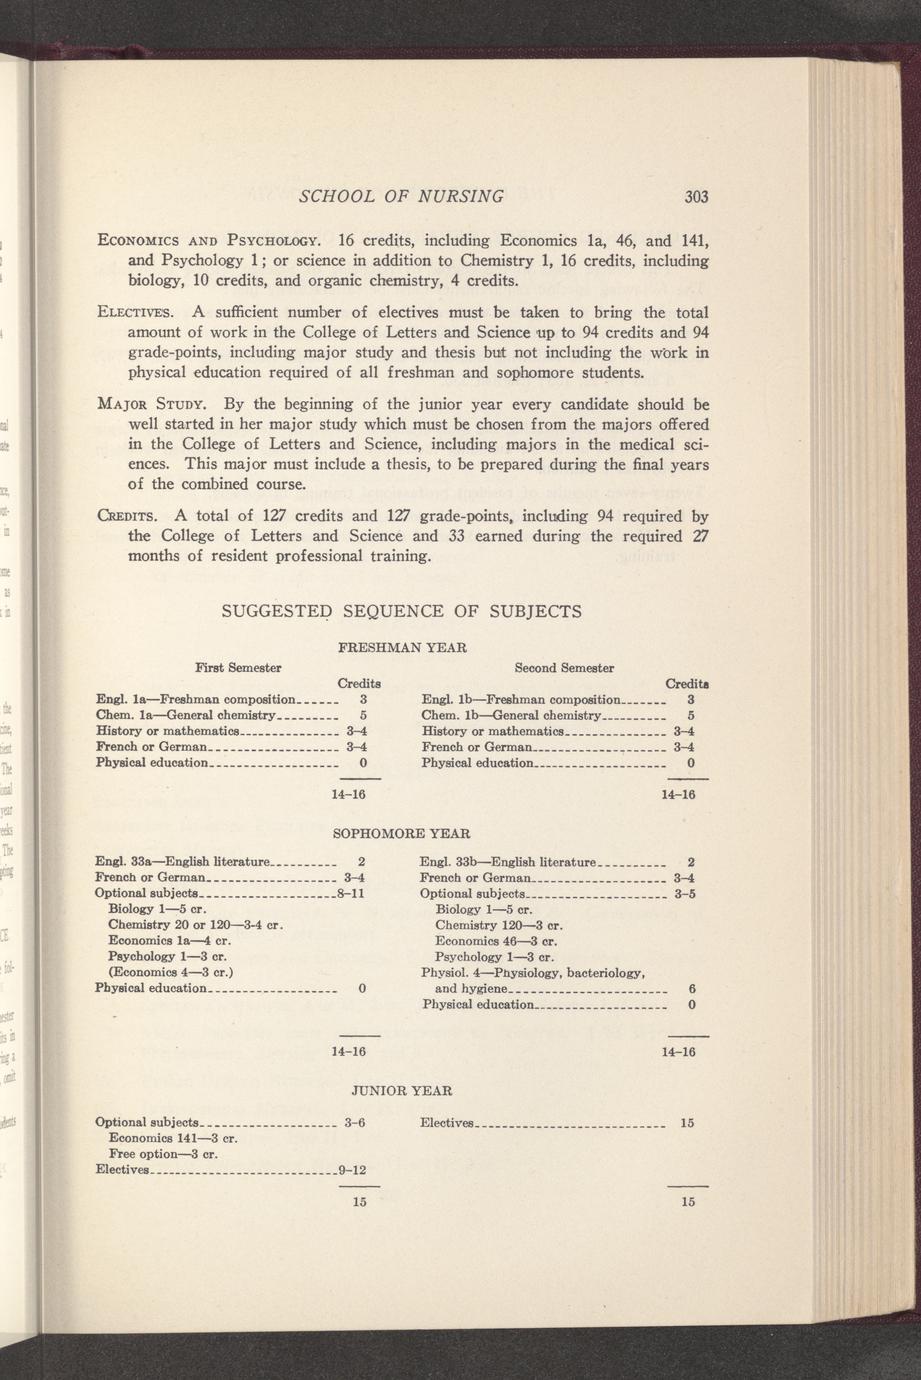 SCHOOL OF NURSING 303
ECONOMICS AND PSYCHOLOGY. 16 credits, including Economics 1a, 46, and 141,
and Psychology 1; or science in addition to Chemistry 1, 16 credits, including
biology, 10 credits, and organic chemistry, 4 credits.
ELECTIVES. A sufficient number of electives must be taken to bring the total
amount of work in the College of Letters and Science up to 94 credits and 94
grade-points, including major study and thesis but not including the work in
physical education required of all freshman and sophomore students.
MAJOR STUDY. By the beginning of the junior year every candidate should be
well started in her major study which must be chosen from the majors offered
in the College of Letters and Science, including majors in the medical sci-
ences. This major must include a thesis, to be prepared during the final years
of the combined course.
CREDITS. A total of 127 credits and 127 grade-points, including 94 required by
the College of Letters and Science and 33 earned during the required 27
months of resident professional training.
SUGGESTED SEQUENCE OF SUBJECTS
FRESHMAN YEAR
First Semester
Credits
Engl. 1a—Freshman composition 3
Chem. 1a—General chemistry 5
History or mathematics 3-4
French or German 3-4
Physical education 0
14-16
Second Semester
Credits
Engl. 1b—Freshman composition 3
Chem. 1b—General chemistry 5
History or mathematics 3-4
French or German 3-4
Physical education 0
14-16
SOPHOMORE YEAR
Engl. 33a—English literature 2
French or German 3-4
Optional subjects 8-11
Biology 1—5 cr.
Chemistry 20 or 120—3-4 cr.
Economics 1a—4 cr.
Psychology 1—3 cr.
(Economics 4—3 cr.)
Physical education 0
14-16
Engl. 33b—English literature 2
French or German 3-4
Optional subjects 3-5
Biology 1—5 cr.
Chemistry 120—3 cr.
Economics 46—3 cr.
Psychology 1—3 cr.
Physiol. 4—Physiology, bacteriology,
and hygiene 6
Physical education 0
14-16
JUNIOR YEAR
Optional subjects 3-6
Economics 141—3 cr.
Free option—3 cr.
Electives 9-12
15
Electives 15
15